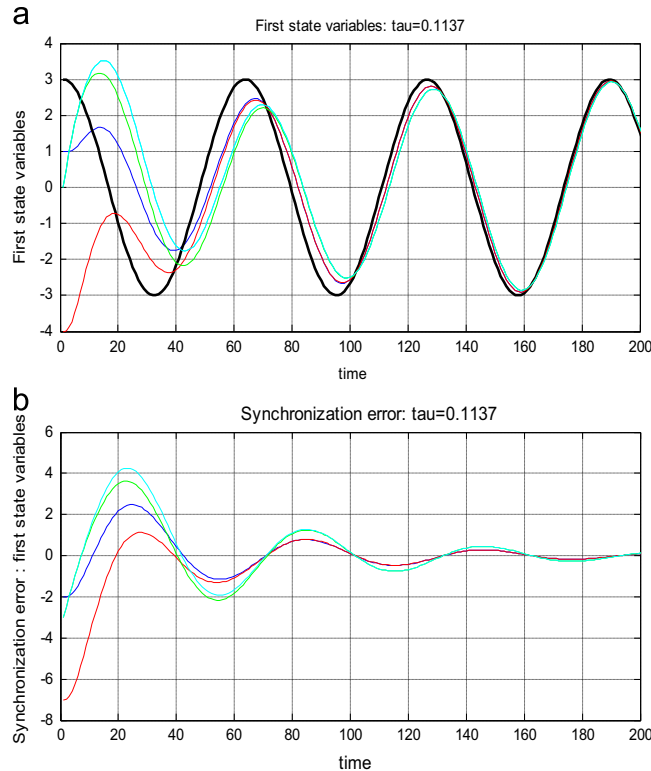 a
First state variables: tau=0.1137
First state variables
4
3
2
1
0
-1
-2
-3
-4
0 20 40 60 80 100 120 140 160 180 200
time
b
Synchronization error: tau=0.1137
Synchronization error : first state variables
6
4
2
0
-2
-4
-6
-8
0 20 40 60 80 100 120 140 160 180 200
time